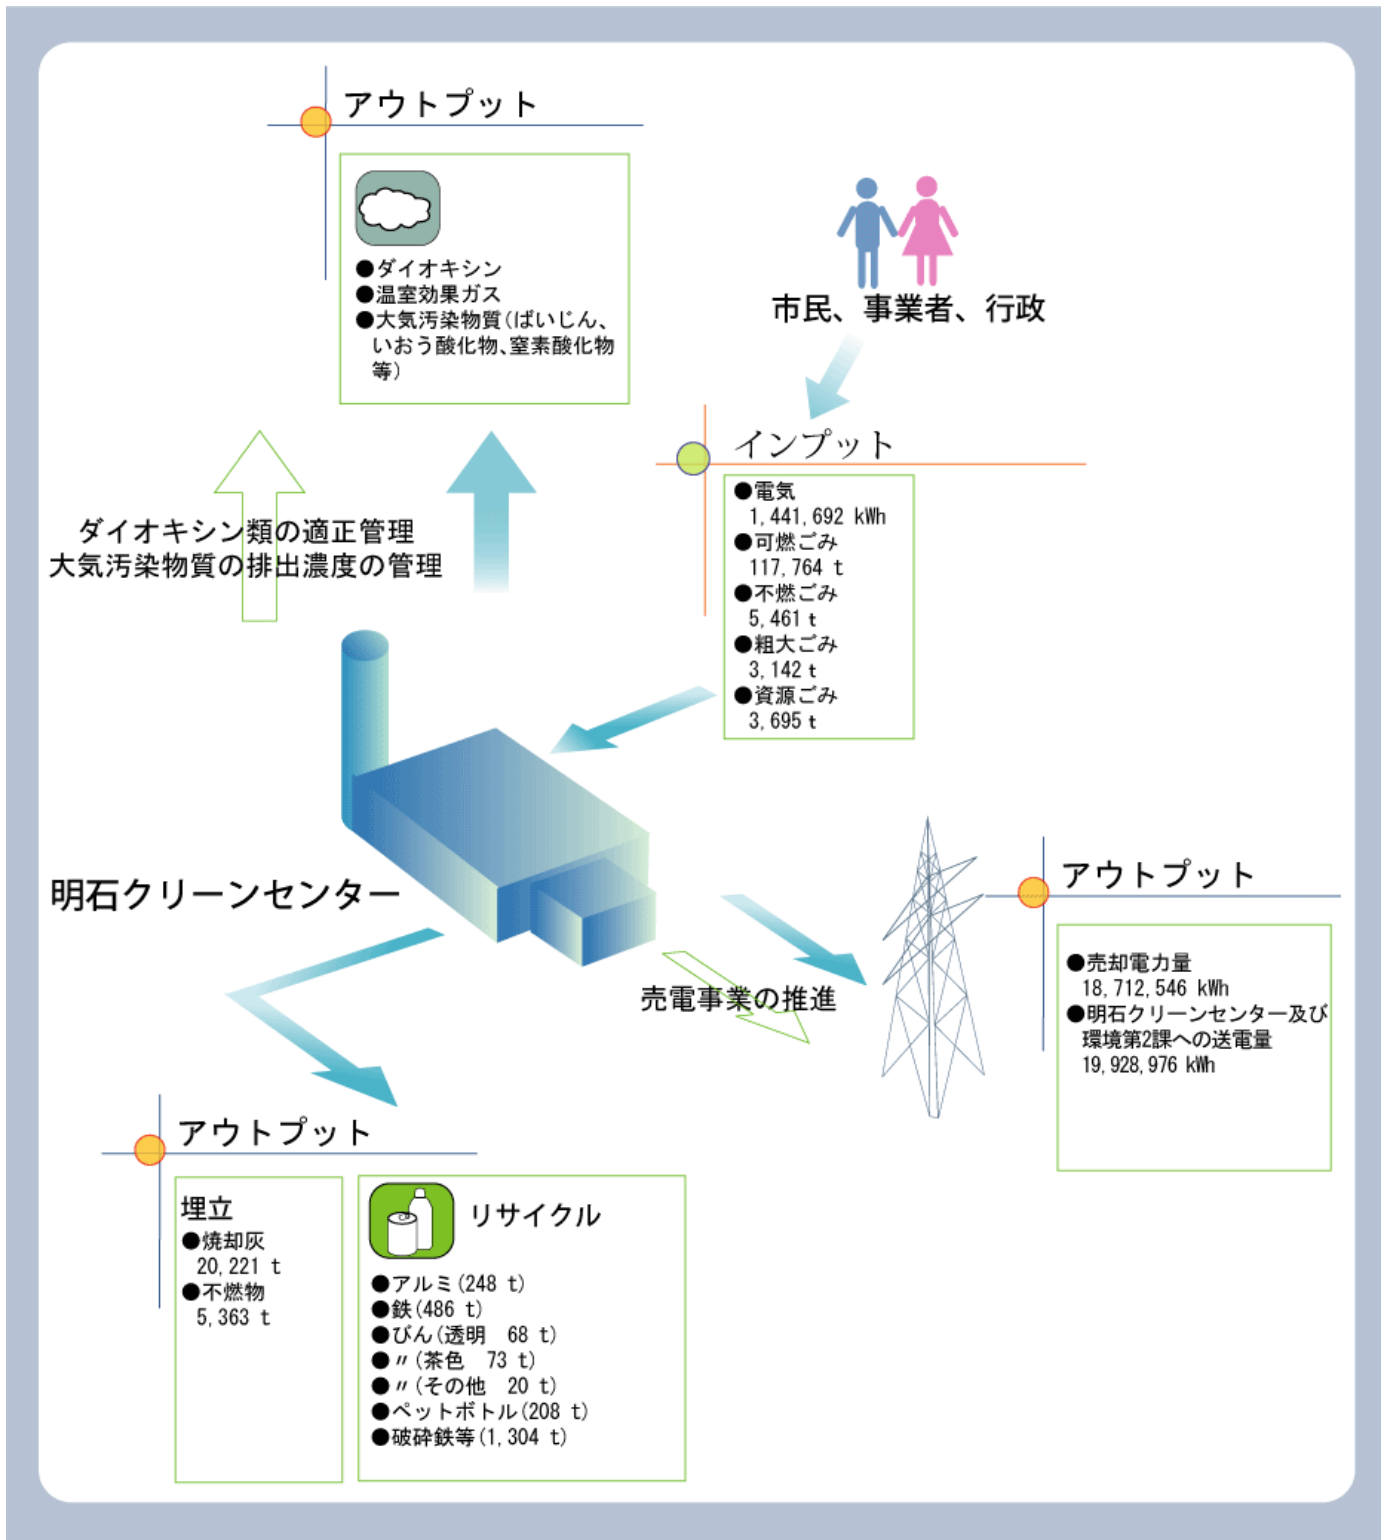 アウトプット
●ダイオキシン
●温室効果ガス
●大気汚染物質(ばいじん、
いおう酸化物、窒素酸化物
等)
市民、事業者、行政
インプット
●電気
1,441,692 kWh
●可燃ごみ
117,764 t
●不燃ごみ
5,461 t
●粗大ごみ
3,142 t
●資源ごみ
3,695 t
ダイオキシン類の適正管理
大気汚染物質の排出濃度の管理
明石クリーンセンター
売電事業の推進
アウトプット
●売却電力量
18,712,546 kWh
●明石クリーンセンター及び
環境第2課への送電量
19,928,976 kWh
アウトプット
埋立
●焼却灰
20,221 t
●不燃物
5,363 t
リサイクル
●アルミ(248 t)
●鉄(486 t)
●びん(透明　68 t)
●〃(茶色　73 t)
●〃(その他　20 t)
●ペットボトル(208 t)
●破砕鉄等(1,304 t)